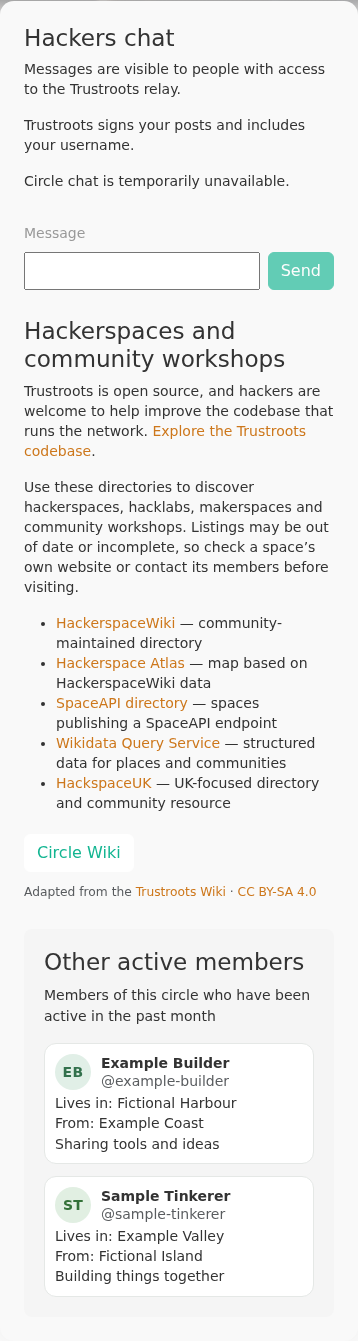 Hackers chat
Messages are visible to people with access
to the Trustroots relay.
Trustroots signs your posts and includes
your username.
Circle chat is temporarily unavailable.
Message
Send
Hackerspaces and
community workshops
Trustroots is open source, and hackers are
welcome to help improve the codebase that
runs the network. Explore the Trustroots
codebase.
Use these directories to discover
hackerspaces, hacklabs, makerspaces and
community workshops. Listings may be out
of date or incomplete, so check a space’s
own website or contact its members before
visiting.
• HackerspaceWiki — community-
maintained directory
• Hackerspace Atlas — map based on
HackerspaceWiki data
• SpaceAPI directory — spaces
publishing a SpaceAPI endpoint
• Wikidata Query Service — structured
data for places and communities
• HackspaceUK — UK-focused directory
and community resource
Circle Wiki
Adapted from the Trustroots Wiki · CC BY-SA 4.0
Other active members
Members of this circle who have been
active in the past month
EB
Example Builder
@example-builder
Lives in: Fictional Harbour
From: Example Coast
Sharing tools and ideas
ST
Sample Tinkerer
@sample-tinkerer
Lives in: Example Valley
From: Fictional Island
Building things together